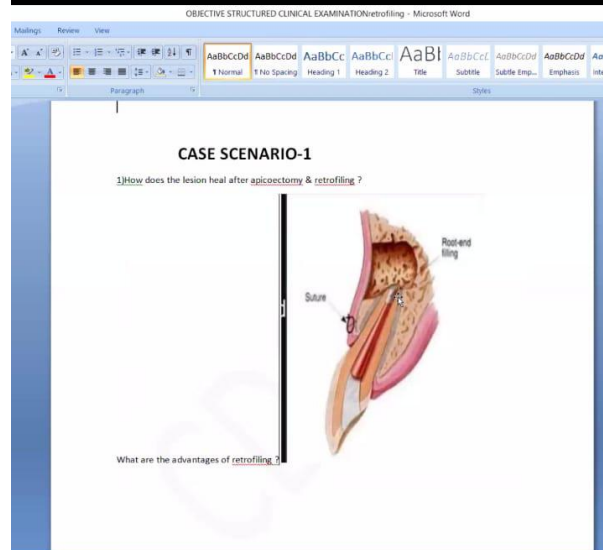 OBJECTIVE STRUCTURED CLINICAL EXAMINATIONretrofiling - Microsoft Word
Mailings Review View
AaBbCcDd AaBbCcDd AaBbCc AaBbCc AaBl AaBbCcL AaBbCcDd AaBbCcDd
¶ Normal ¶ No Spacing Heading 1 Heading 2 Title Subtitle Subtle Emp... Emphasis
Paragraph Styles
CASE SCENARIO-1
1)How does the lesion heal after apicoectomy & retrofiling ?
Root-end
filling
Suture
What are the advantages of retrofiling ?